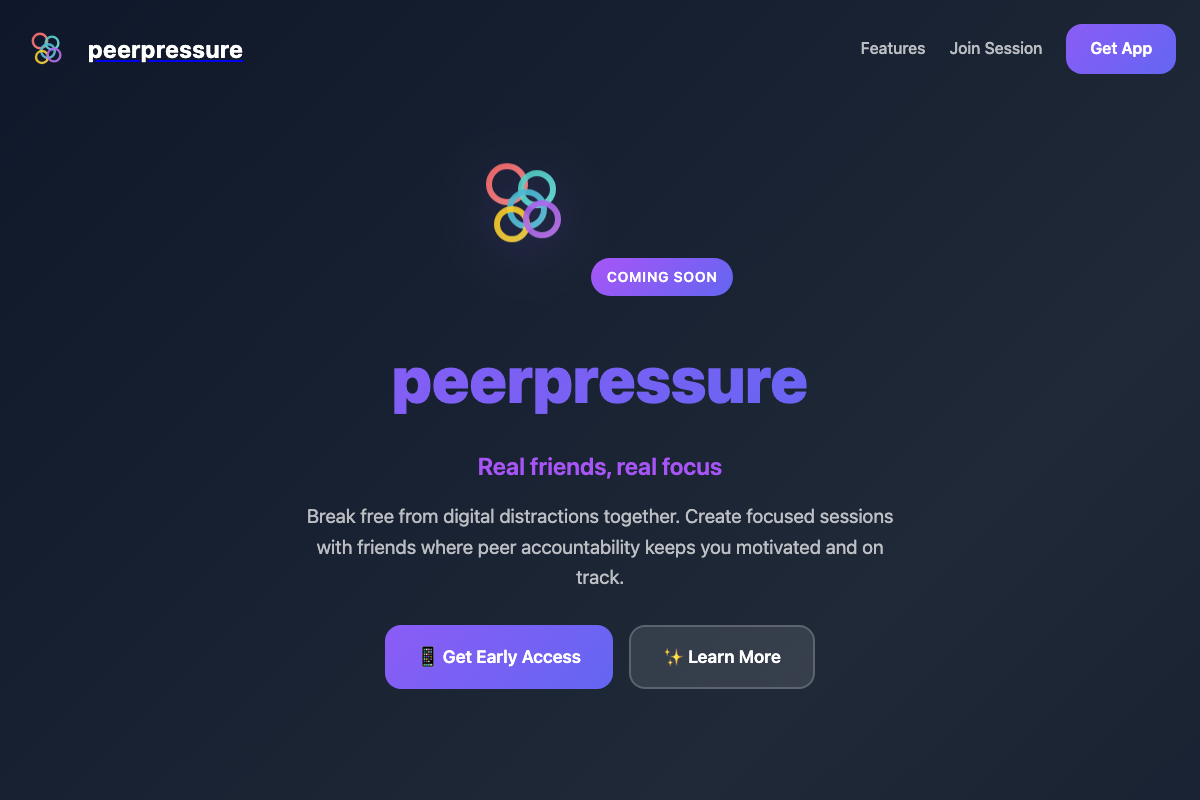 peerpressure
Features
Join Session
Get App
COMING SOON
peerpressure
Real friends, real focus
Break free from digital distractions together. Create focused sessions
with friends where peer accountability keeps you motivated and on
track.
📱 Get Early Access
✨ Learn More